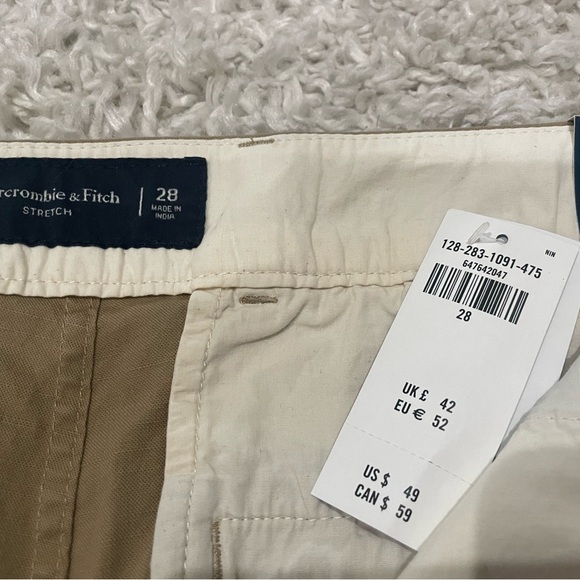 rcrombie & Fitch
STRETCH
28
MADE IN
INDIA
NIN
128-283-1091-475
647642047
28
UK £ 42
EU € 52
US $ 49
CAN $ 59